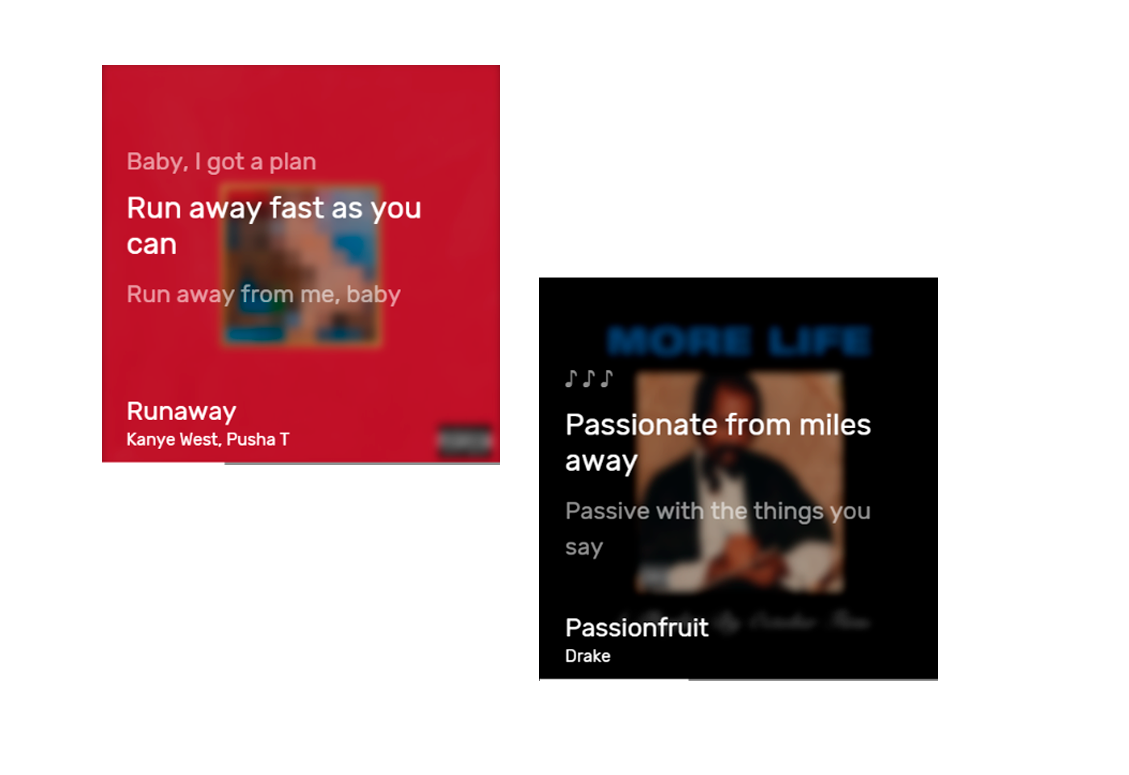 Baby, I got a plan
Run away fast as you
can
Run away from me, baby
Runaway
Kanye West, Pusha T
MORE LIFE
♪ ♪ ♪
Passionate from miles
away
Passive with the things you
say
Passionfruit
Drake